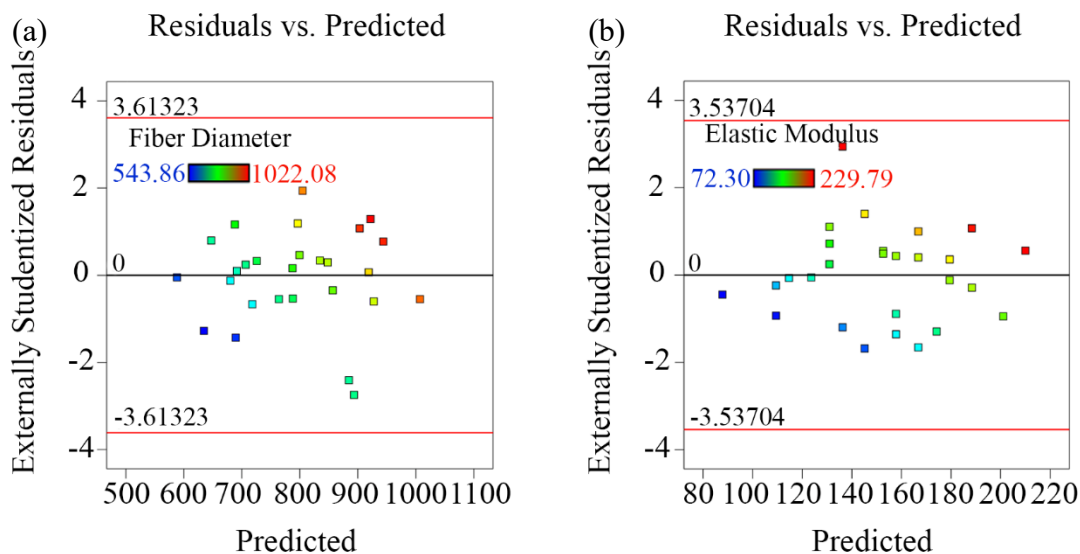 (a)
Residuals vs. Predicted
Externally Studentized Residuals
4
2
0
-2
-4
3.61323
Fiber Diameter
543.86
1022.08
0
-3.61323
500 600 700 800 900 1000 1100
Predicted
(b)
Residuals vs. Predicted
Externally Studentized Residuals
4
2
0
-2
-4
3.53704
Elastic Modulus
72.30
229.79
0
-3.53704
80 100 120 140 160 180 200 220
Predicted